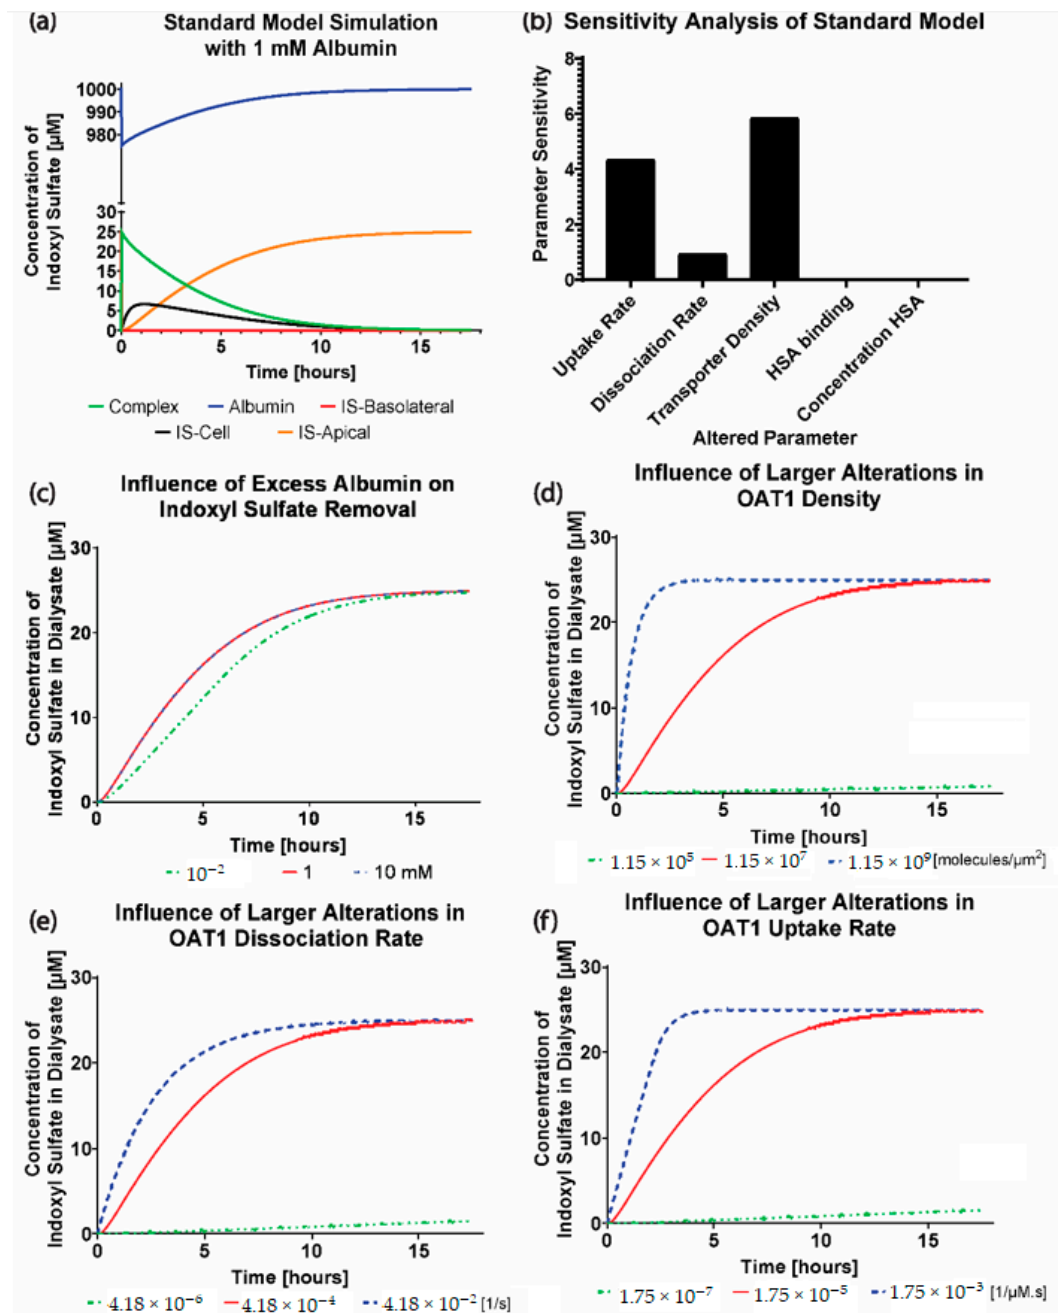 (a)
Standard Model Simulation
with 1 mM Albumin
Concentration of
Indoxyl Sulfate [µM]
1000
990
980
30
25
20
15
10
5
0
0 5 10 15
Time [hours]
Complex Albumin IS-Basolateral
IS-Cell IS-Apical
(b) Sensitivity Analysis of Standard Model
Parameter Sensitivity
8
6
4
2
0
Uptake Rate
Dissociation Rate
Transporter Density
HSA binding
Concentration HSA
Altered Parameter
(c)
Influence of Excess Albumin on
Indoxyl Sulfate Removal
Concentration of
Indoxyl Sulfate in Dialysate [µM]
30
20
10
0
0 5 10 15
Time [hours]
10⁻² 1 10 mM
(d)
Influence of Larger Alterations in
OAT1 Density
Concentration of
Indoxyl Sulfate in Dialysate [µM]
30
20
10
0
0 5 10 15
Time [hours]
1.15 × 10⁵ 1.15 × 10⁷ 1.15 × 10⁹ [molecules/µm²]
(e)
Influence of Larger Alterations in
OAT1 Dissociation Rate
Concentration of
Indoxyl Sulfate in Dialysate [µM]
30
20
10
0
0 5 10 15
Time [hours]
4.18 × 10⁻⁶ 4.18 × 10⁻⁴ 4.18 × 10⁻² [1/s]
(f)
Influence of Larger Alterations in
OAT1 Uptake Rate
Concentration of
Indoxyl Sulfate in Dialysate [µM]
30
20
10
0
0 5 10 15
Time [hours]
1.75 × 10⁻⁷ 1.75 × 10⁻⁵ 1.75 × 10⁻³ [1/µM.s]